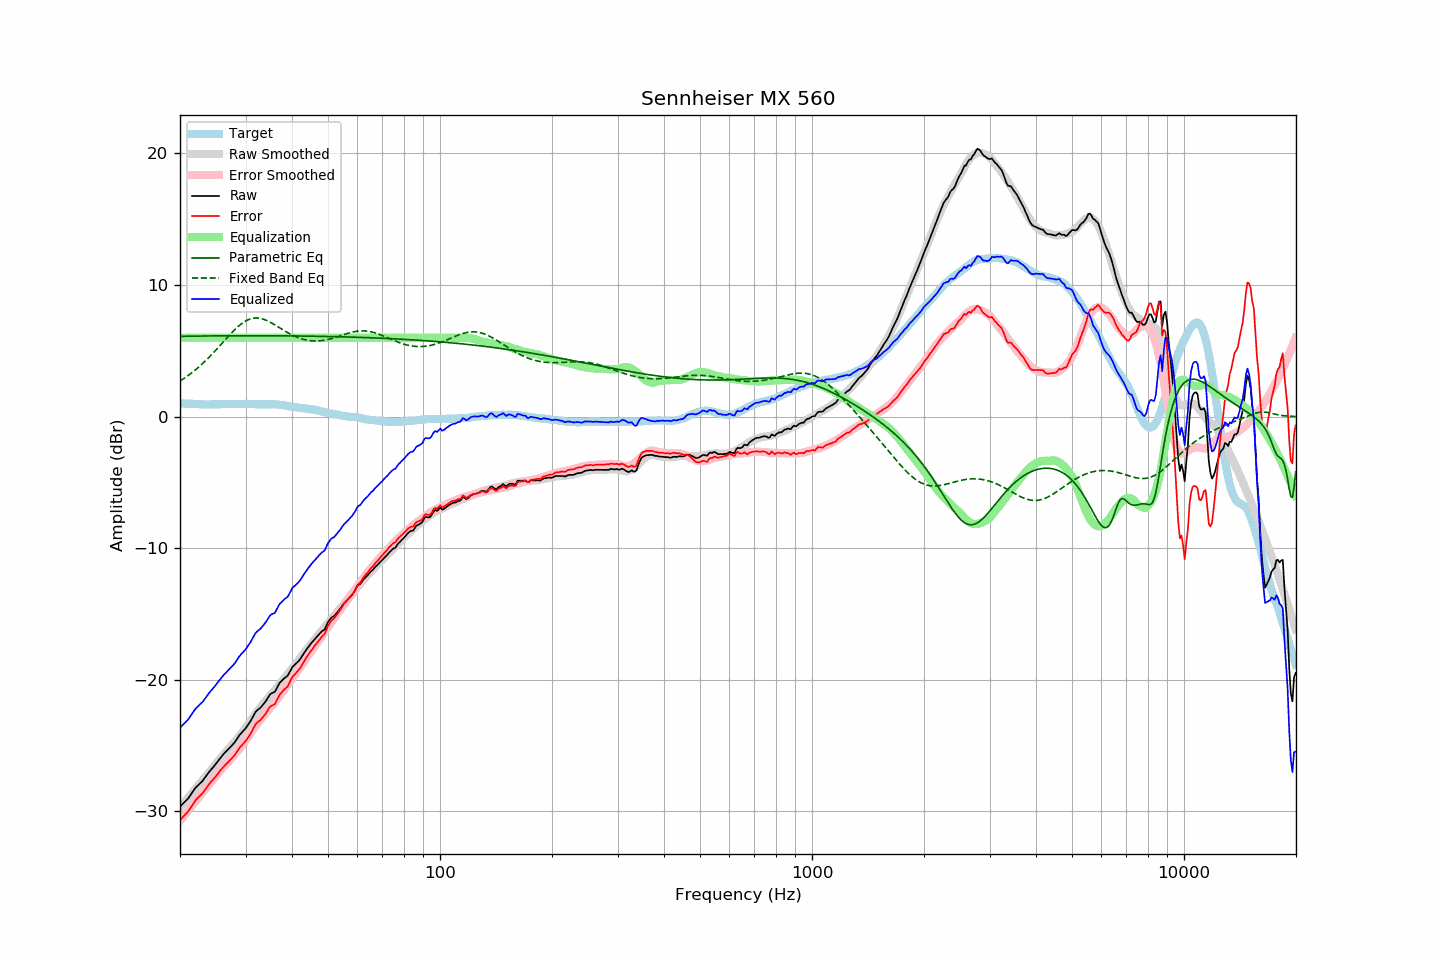 Sennheiser MX 560
Target
Raw Smoothed
Error Smoothed
Raw
Error
Equalization
Parametric Eq
Fixed Band Eq
Equalized
20
10
0
−10
−20
−30
Amplitude (dBr)
100
1000
10000
Frequency (Hz)